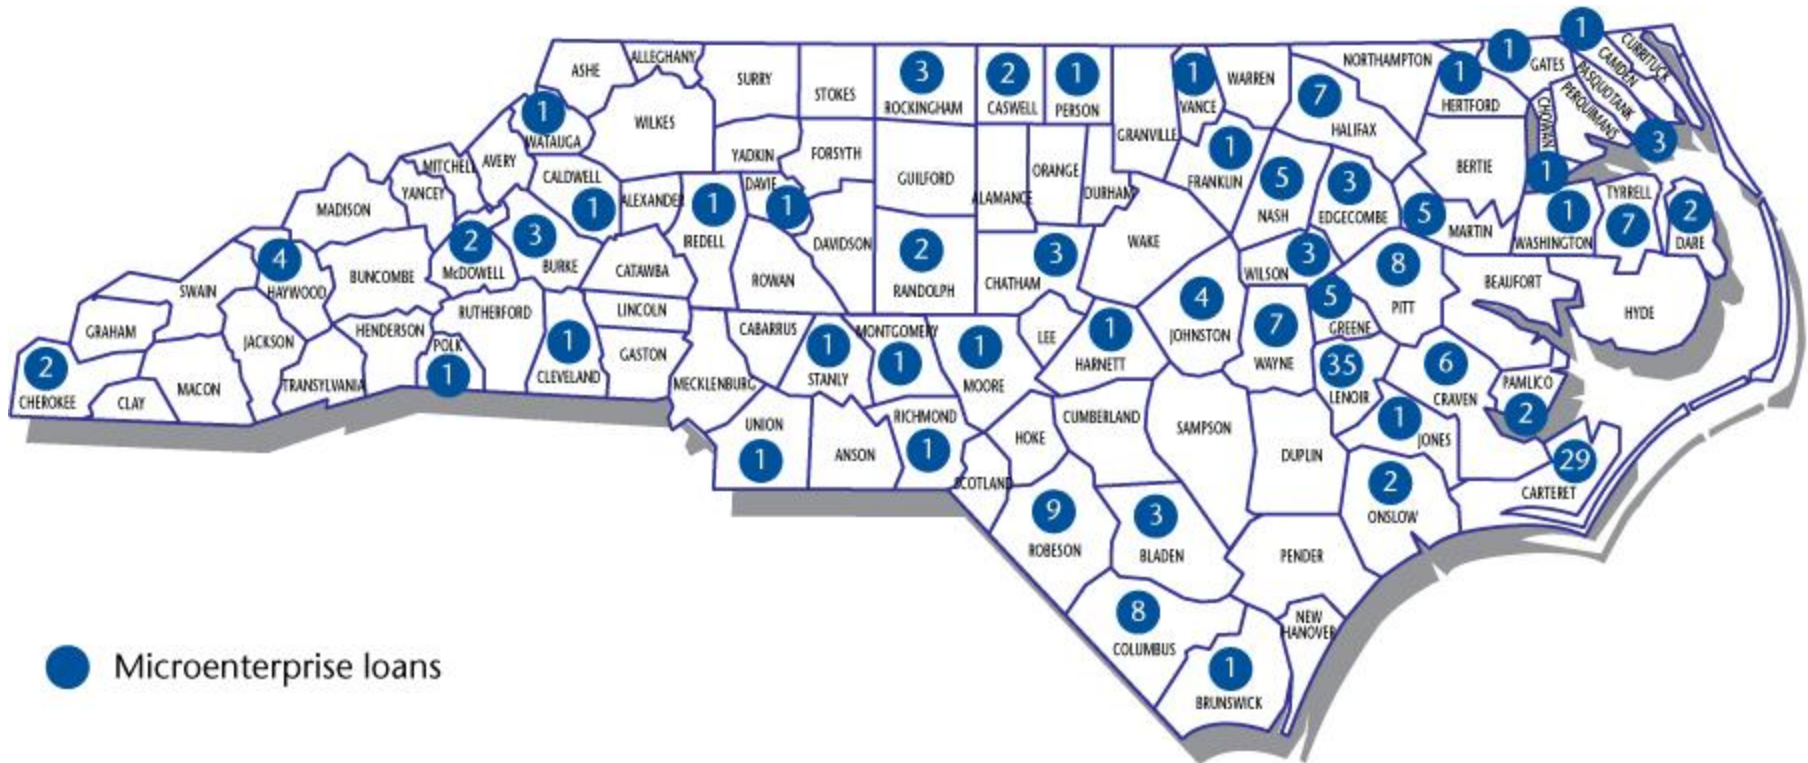 1
1
NORTHAMPTON
GATES
CAMDEN
CURRITUCK
ASHE
ALLEGHANY
SURRY
STOKES
3
ROCKINGHAM
2
CASWELL
1
PERSON
1
VANCE
WARREN
7
HALIFAX
1
HERTFORD
PASQUOTANK
PERQUIMANS
3
CHOWAN
1
1
WATAUGA
WILKES
YADKIN
FORSYTH
GUILFORD
ALAMANCE
ORANGE
DURHAM
GRANVILLE
1
FRANKLIN
5
NASH
3
EDGECOMBE
5
MARTIN
BERTIE
1
WASHINGTON
TYRRELL
7
2
DARE
MITCHELL
AVERY
YANCEY
CALDWELL
1
ALEXANDER
1
IREDELL
DAVIE
1
DAVIDSON
MADISON
2
McDOWELL
3
BURKE
CATAWBA
ROWAN
2
RANDOLPH
3
CHATHAM
WAKE
WILSON
3
8
PITT
BEAUFORT
HYDE
4
HAYWOOD
BUNCOMBE
SWAIN
GRAHAM
JACKSON
HENDERSON
RUTHERFORD
POLK
1
1
CLEVELAND
LINCOLN
GASTON
CABARRUS
1
STANLY
MONTGOMERY
1
1
MOORE
LEE
1
HARNETT
4
JOHNSTON
7
WAYNE
5
GREENE
35
LENOIR
6
CRAVEN
PAMLICO
2
2
CHEROKEE
CLAY
MACON
TRANSYLVANIA
MECKLENBURG
UNION
1
ANSON
RICHMOND
1
HOKE
CUMBERLAND
SAMPSON
DUPLIN
1
JONES
29
CARTERET
SCOTLAND
9
ROBESON
3
BLADEN
2
ONSLOW
PENDER
8
COLUMBUS
NEW
HANOVER
1
BRUNSWICK
Microenterprise loans